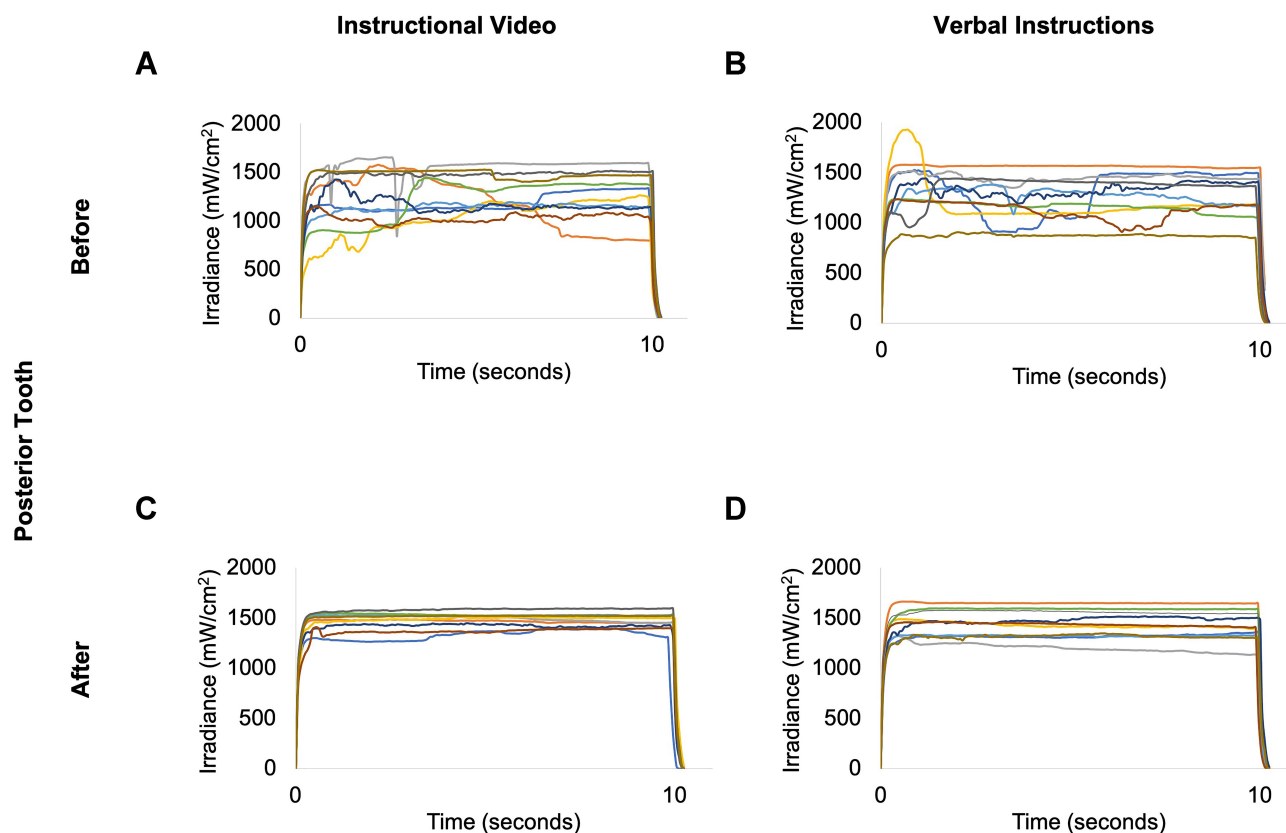 Instructional Video
Verbal Instructions
A
B
Before
Irradiance (mW/cm²)
2000
1500
1000
500
0
0
10
Time (seconds)
Irradiance (mW/cm²)
2000
1500
1000
500
0
0
10
Time (seconds)
Posterior Tooth
C
D
After
Irradiance (mW/cm²)
2000
1500
1000
500
0
0
10
Time (seconds)
Irradiance (mW/cm²)
2000
1500
1000
500
0
0
10
Time (seconds)